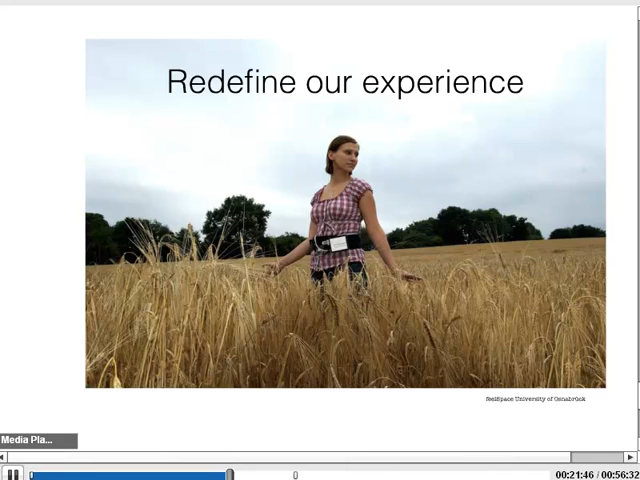 Redefine our experience
feelSpace University of Osnabrück
Media Pla...
00:21:46 / 00:56:32